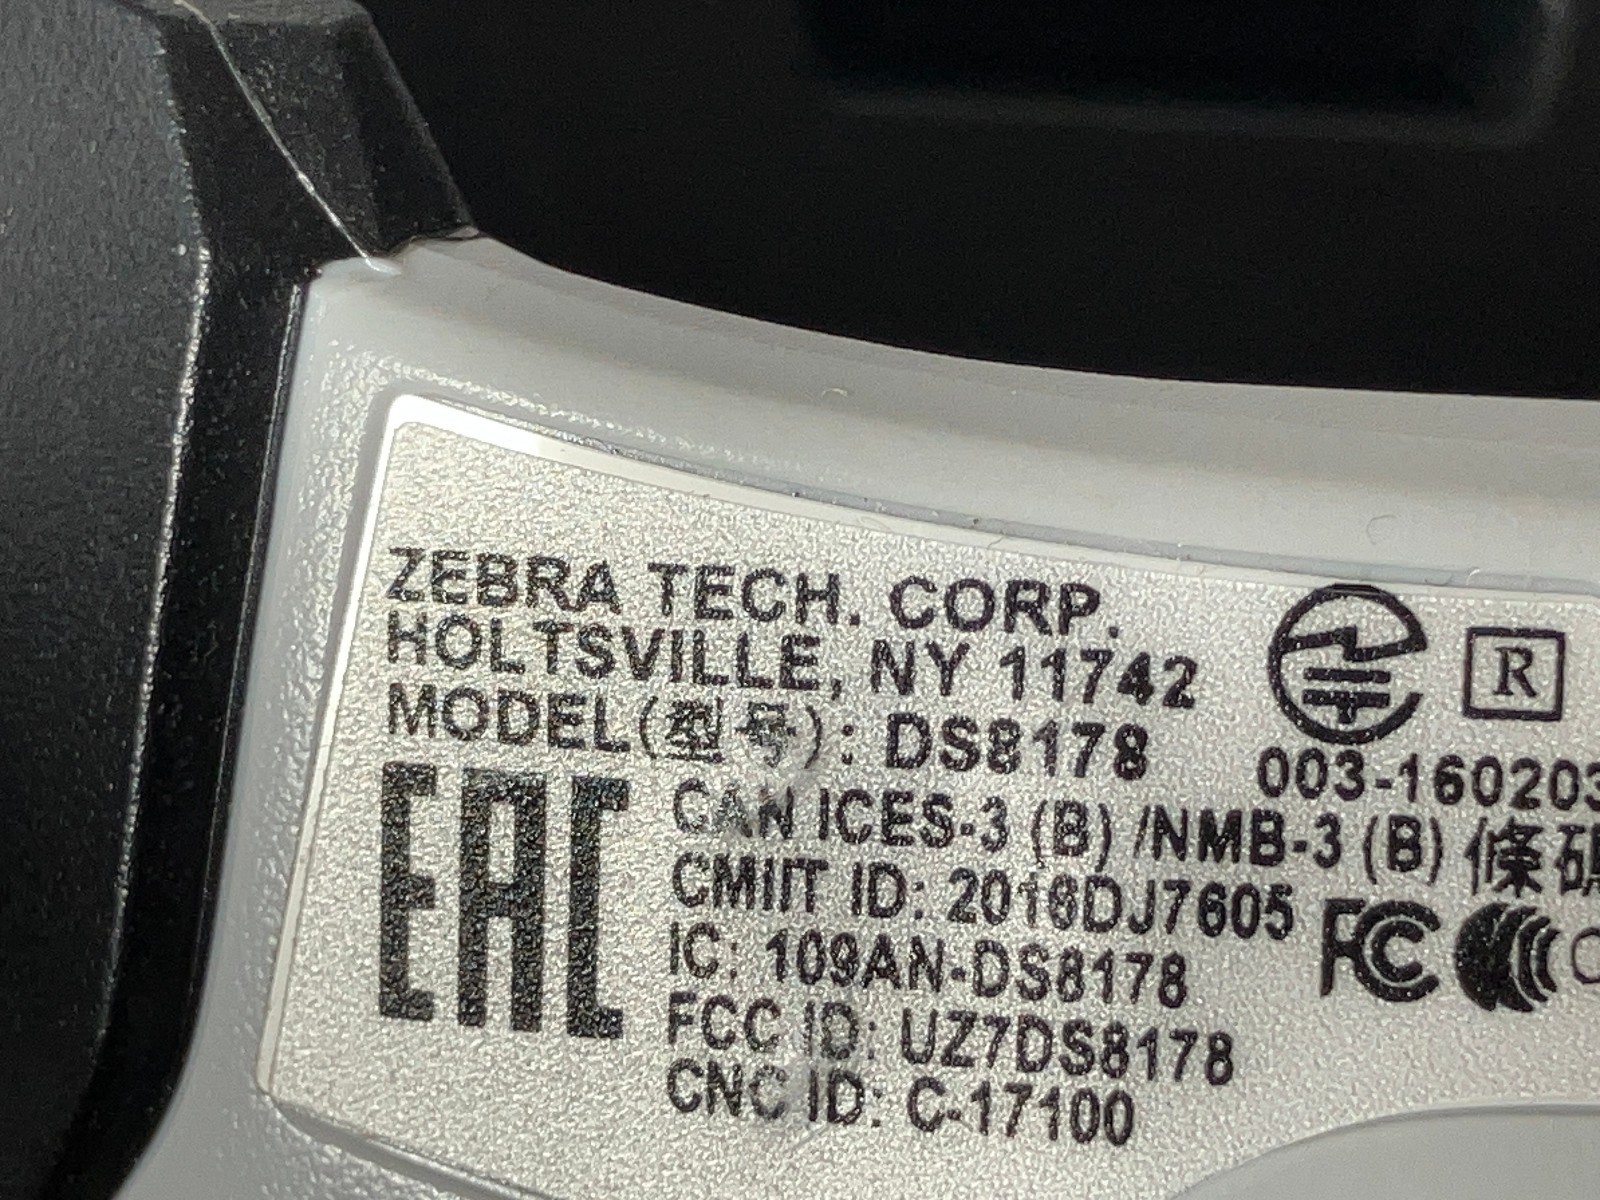 ZEBRA TECH. CORP.
HOLTSVILLE, NY 11742
R
MODEL(型号): DS8178
003-160203
EAC
CAN ICES-3 (B) /NMB-3 (B) 條碼
CMIIT ID: 2016DJ7605
FCC
IC: 109AN-DS8178
FCC ID: UZ7DS8178
CNC ID: C-17100